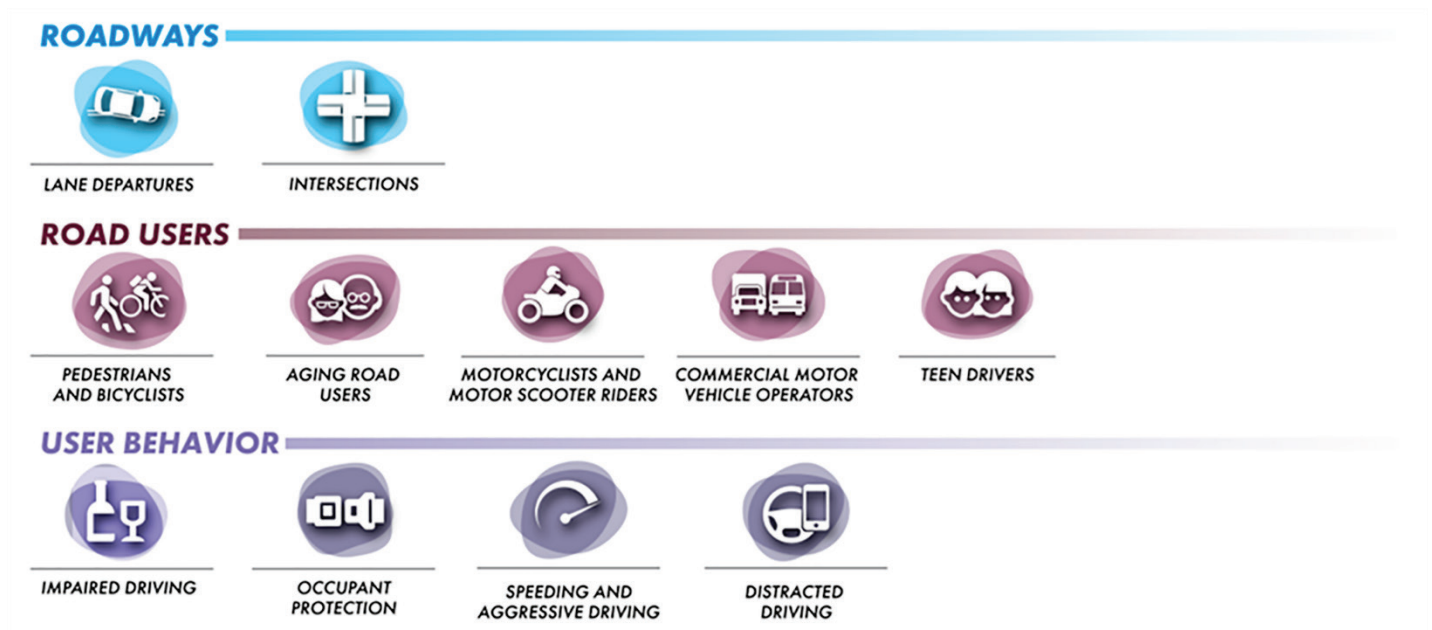 ROADWAYS
LANE DEPARTURES
INTERSECTIONS
ROAD USERS
PEDESTRIANS
AND BICYCLISTS
AGING ROAD
USERS
MOTORCYCLISTS AND
MOTOR SCOOTER RIDERS
COMMERCIAL MOTOR
VEHICLE OPERATORS
TEEN DRIVERS
USER BEHAVIOR
IMPAIRED DRIVING
OCCUPANT
PROTECTION
SPEEDING AND
AGGRESSIVE DRIVING
DISTRACTED
DRIVING